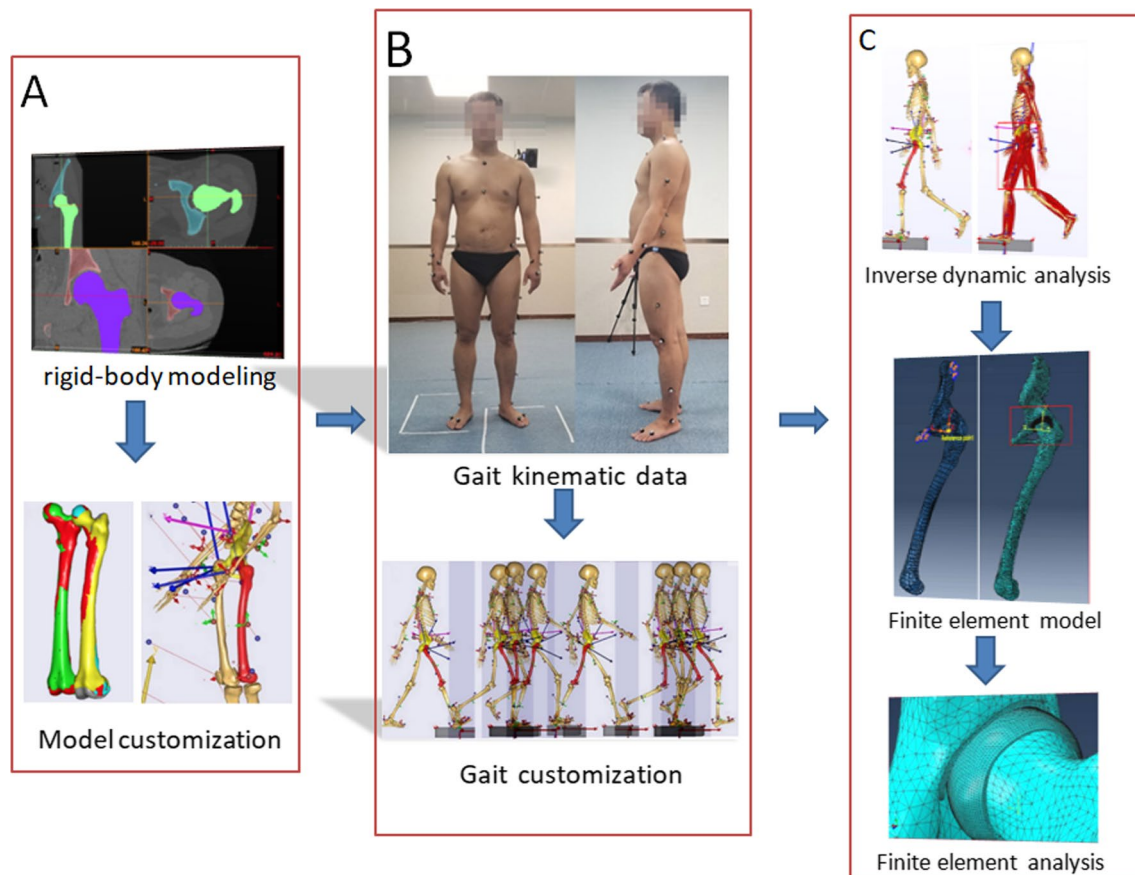 A
rigid-body modeling
Model customization
B
Gait kinematic data
Gait customization
C
Inverse dynamic analysis
Finite element model
Finite element analysis